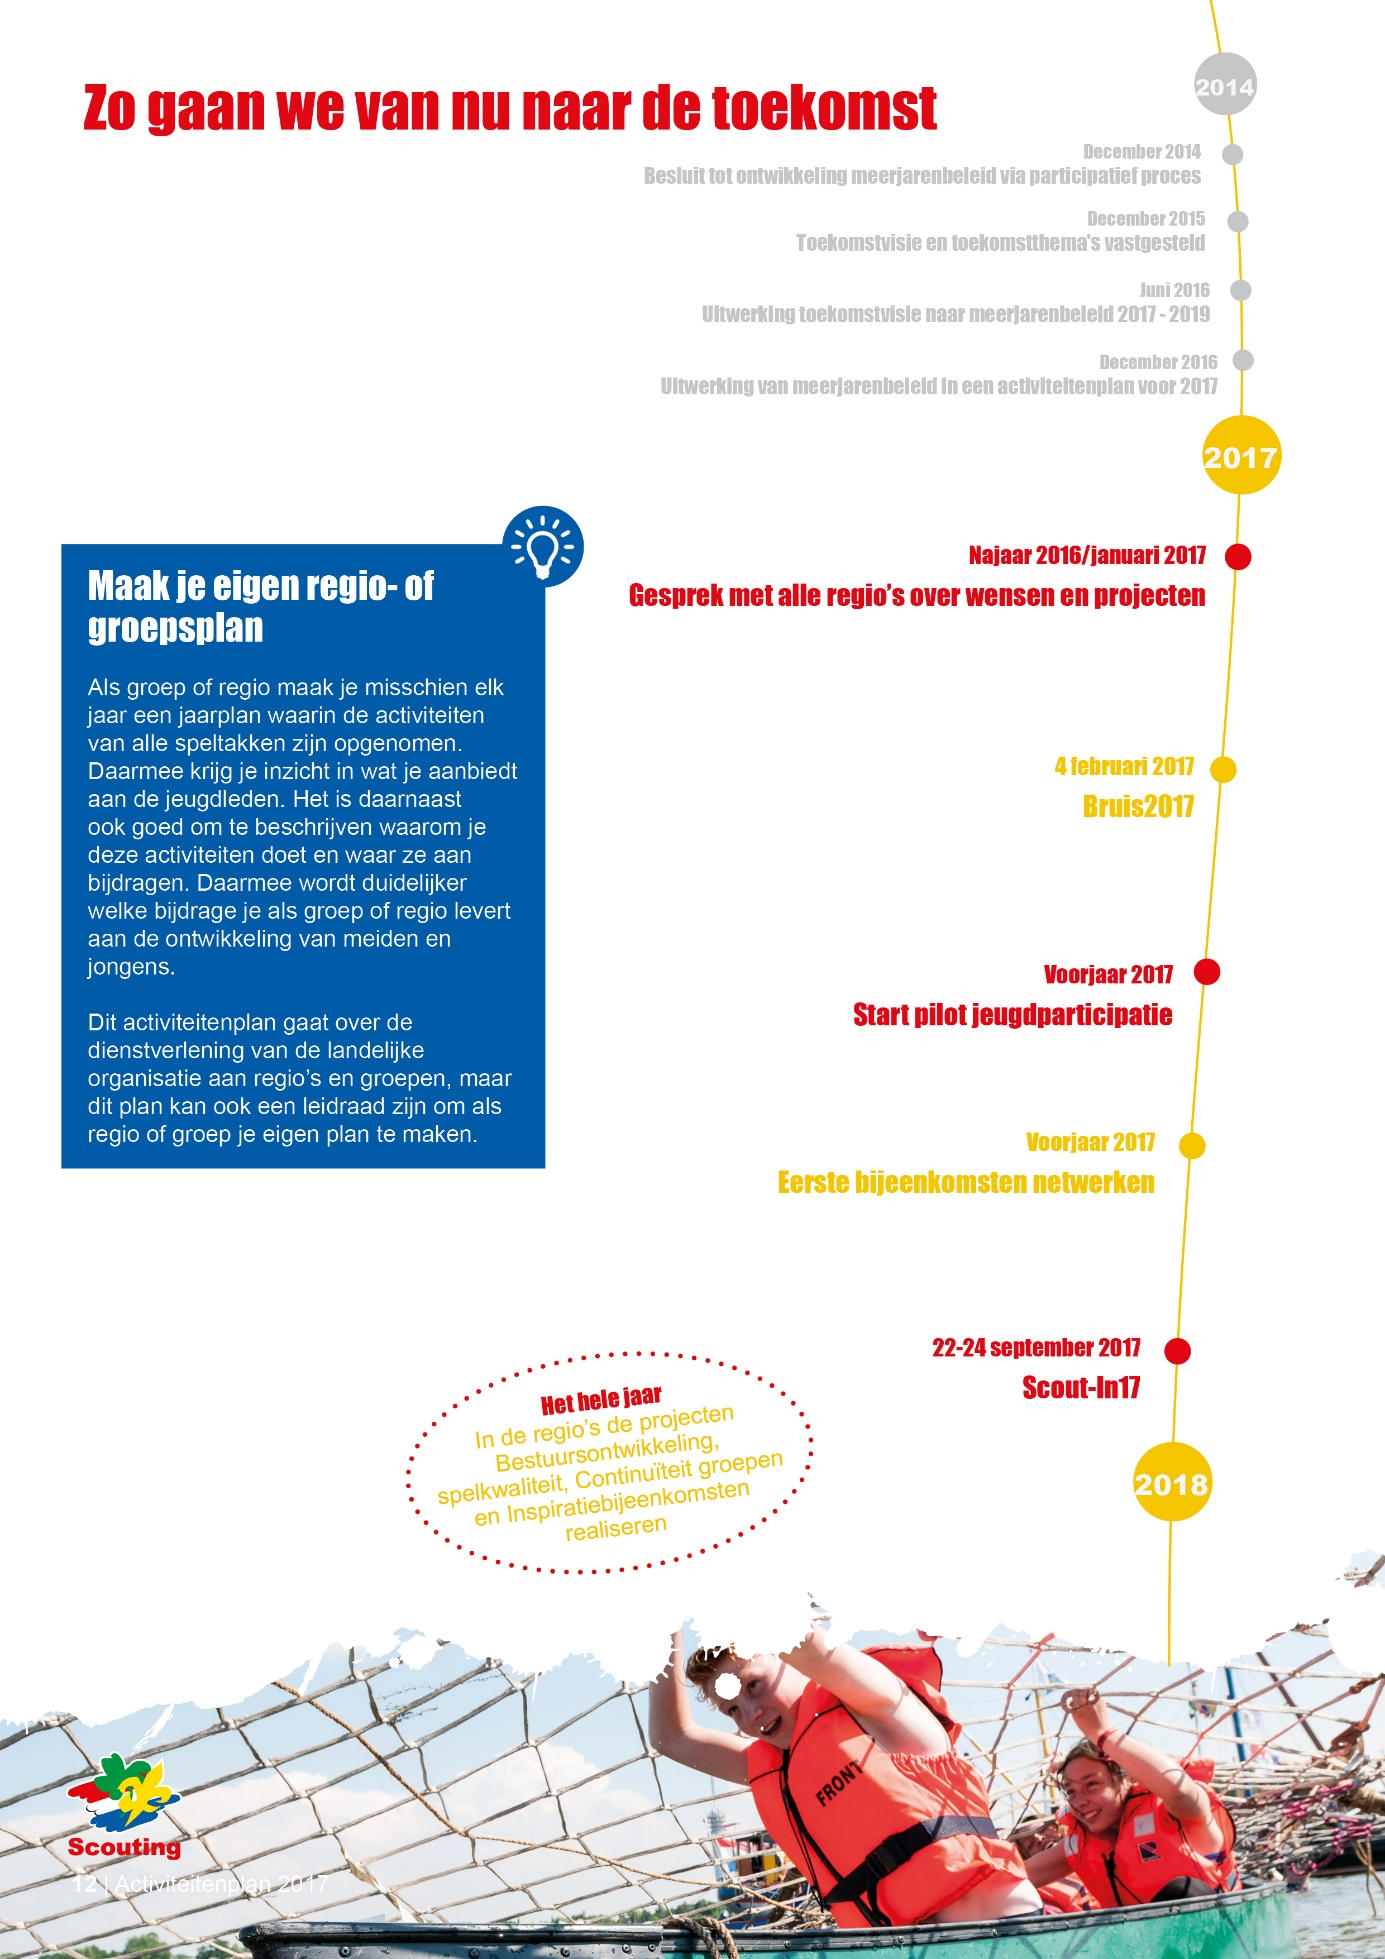 Zo gaan we van nu naar de toekomst
2014
December 2014
Besluit tot ontwikkeling meerjarenbeleid via participatief proces
December 2015
Toekomstvisie en toekomstthema's vastgesteld
Juni 2016
Uitwerking toekomstvisie naar meerjarenbeleid 2017 - 2019
December 2016
Uitwerking van meerjarenbeleid in een activiteitenplan voor 2017
2017
Najaar 2016/januari 2017
Gesprek met alle regio's over wensen en projecten
4 februari 2017
Bruis2017
Voorjaar 2017
Start pilot jeugdparticipatie
Voorjaar 2017
Eerste bijeenkomsten netwerken
22-24 september 2017
Scout-In17
2018
Maak je eigen regio- of
groepsplan
Als groep of regio maak je misschien elk
jaar een jaarplan waarin de activiteiten
van alle speltakken zijn opgenomen.
Daarmee krijg je inzicht in wat je aanbiedt
aan de jeugdleden. Het is daarnaast
ook goed om te beschrijven waarom je
deze activiteiten doet en waar ze aan
bijdragen. Daarmee wordt duidelijker
welke bijdrage je als groep of regio levert
aan de ontwikkeling van meiden en
jongens.
Dit activiteitenplan gaat over de
dienstverlening van de landelijke
organisatie aan regio's en groepen, maar
dit plan kan ook een leidraad zijn om als
regio of groep je eigen plan te maken.
Het hele jaar
In de regio's de projecten
Bestuursontwikkeling,
spelkwaliteit, Continuïteit groepen
en Inspiratiebijeenkomsten
realiseren
FRONT
Scouting
12 | Activiteitenplan 2017